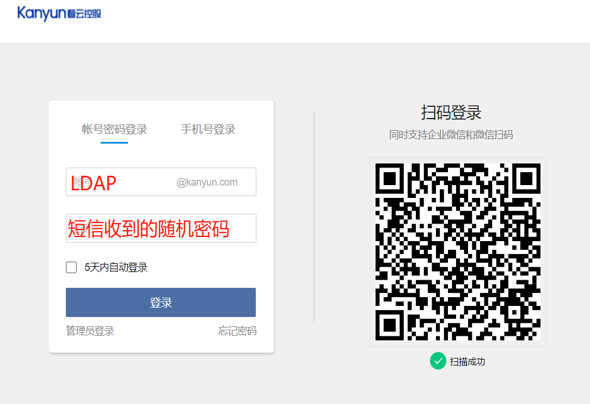 Kanyun看云控股
帐号密码登录 手机号登录
LDAP @kanyun.com
短信收到的随机密码
5天内自动登录
登录
管理员登录 忘记密码
扫码登录
同时支持企业微信和微信扫码
扫描成功